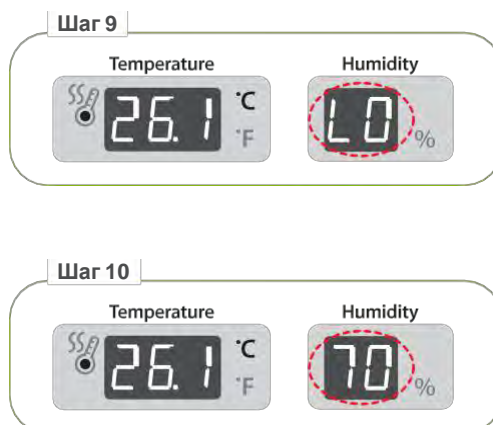 Шаг 9
Temperature Humidity
26.1 °C °F LO %
Шаг 10
Temperature Humidity
26.1 °C °F 70 %